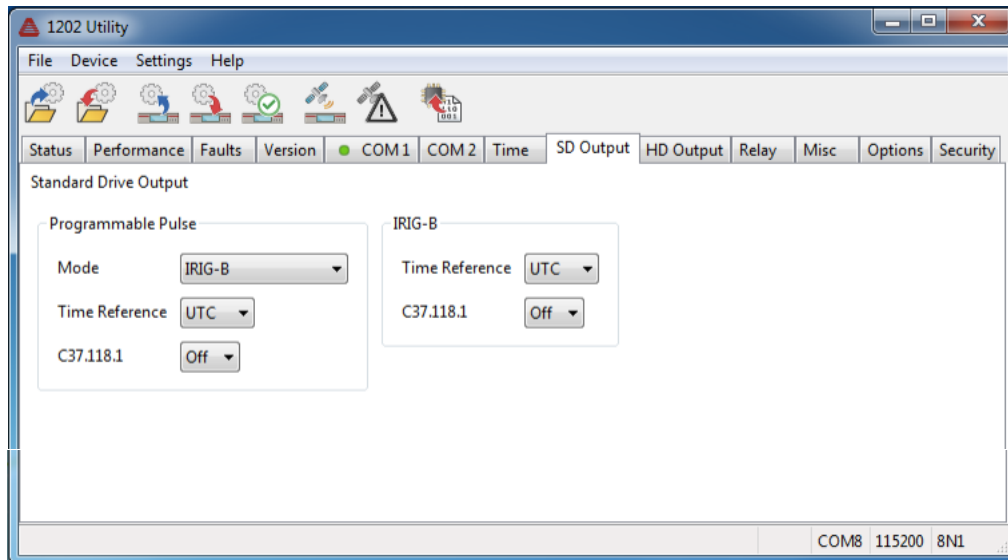 1202 Utility
File Device Settings Help
Status Performance Faults Version COM 1 COM 2 Time SD Output HD Output Relay Misc Options Security
Standard Drive Output
Programmable Pulse IRIG-B
Mode IRIG-B Time Reference UTC
Time Reference UTC C37.118.1 Off
C37.118.1 Off
COM8 115200 8N1